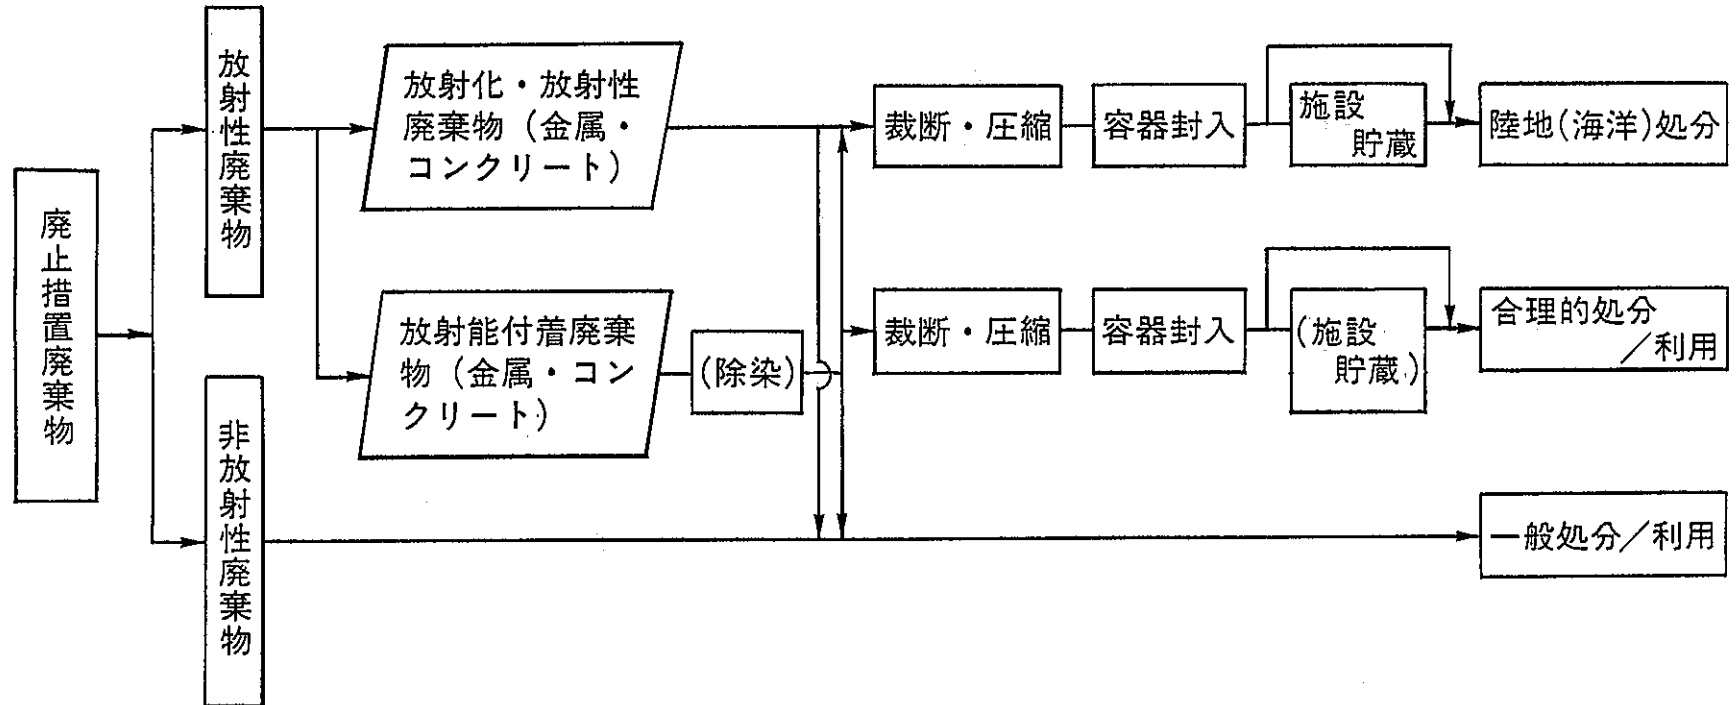 廃止措置廃棄物
放射性廃棄物
放射化・放射性
廃棄物（金属・
コンクリート）
裁断・圧縮
容器封入
施設
貯蔵
陸地(海洋)処分
放射能付着廃棄
物（金属・コン
クリート）
(除染)
裁断・圧縮
容器封入
(施設
貯蔵)
合理的処分
／利用
非放射性廃棄物
一般処分／利用